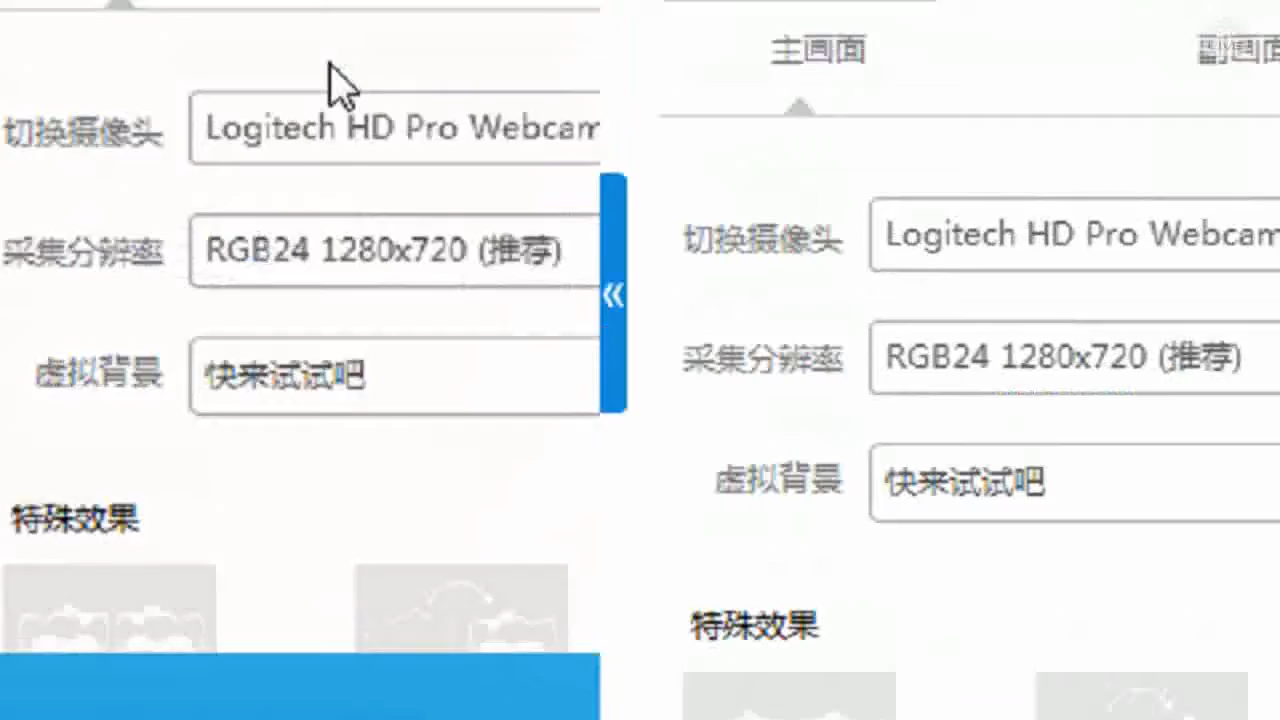 切换摄像头
Logitech HD Pro Webcam
采集分辨率
RGB24 1280x720 (推荐)
虚拟背景
快来试试吧
特殊效果
主画面
副画面
切换摄像头
Logitech HD Pro Webcam
采集分辨率
RGB24 1280x720 (推荐)
虚拟背景
快来试试吧
特殊效果